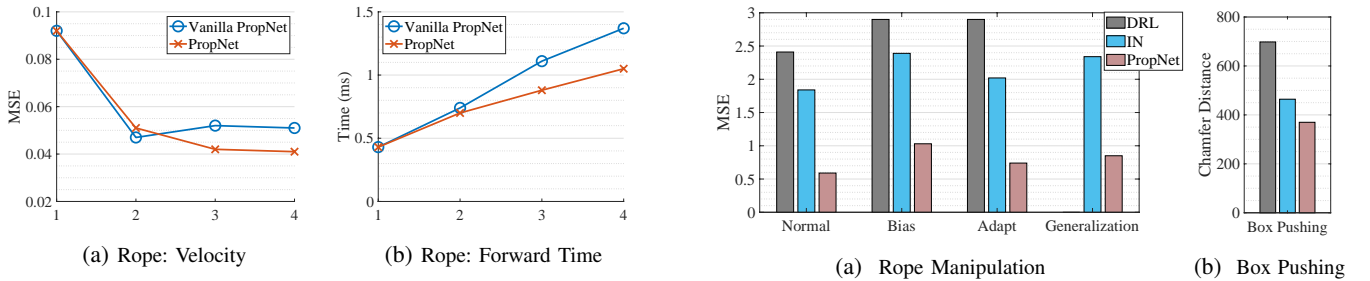 0.1
0.08
0.06
0.04
0.02
MSE
Vanilla PropNet
PropNet
1 2 3 4
(a) Rope: Velocity
1.5
1
0.5
0
Time (ms)
Vanilla PropNet
PropNet
1 2 3 4
(b) Rope: Forward Time
3
2.5
2
1.5
1
0.5
0
MSE
DRL
IN
PropNet
Normal Bias Adapt Generalization
(a) Rope Manipulation
800
600
400
200
0
Chamfer Distance
Box Pushing
(b) Box Pushing